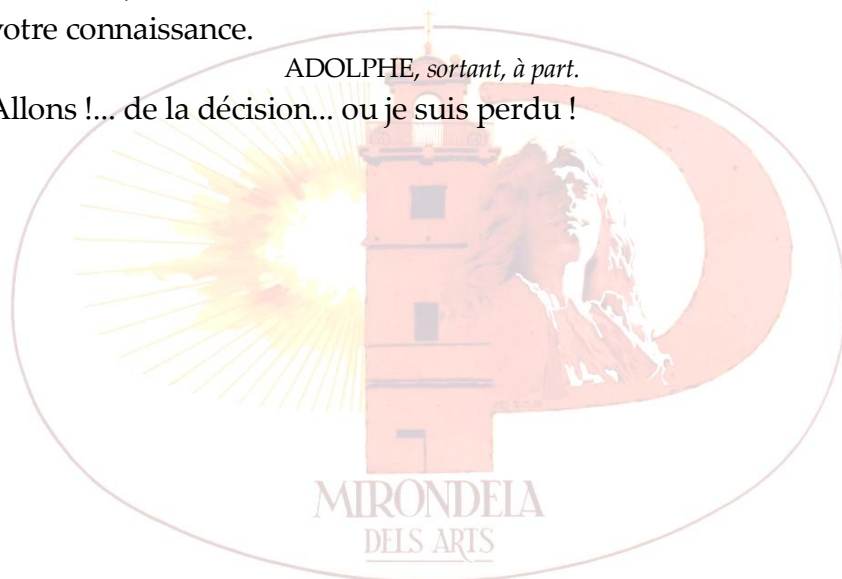 votre connaissance.
ADOLPHE, sortant, à part.
Allons !... de la décision... ou je suis perdu !
MIRONDELA
DELS ARTS